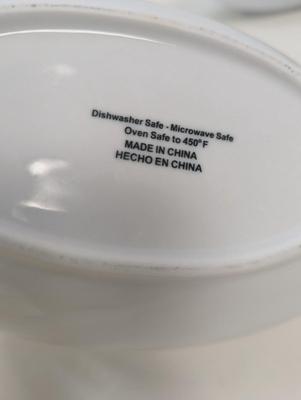 Dishwasher Safe - Microwave Safe
Oven Safe to 450° F
MADE IN CHINA
HECHO EN CHINA